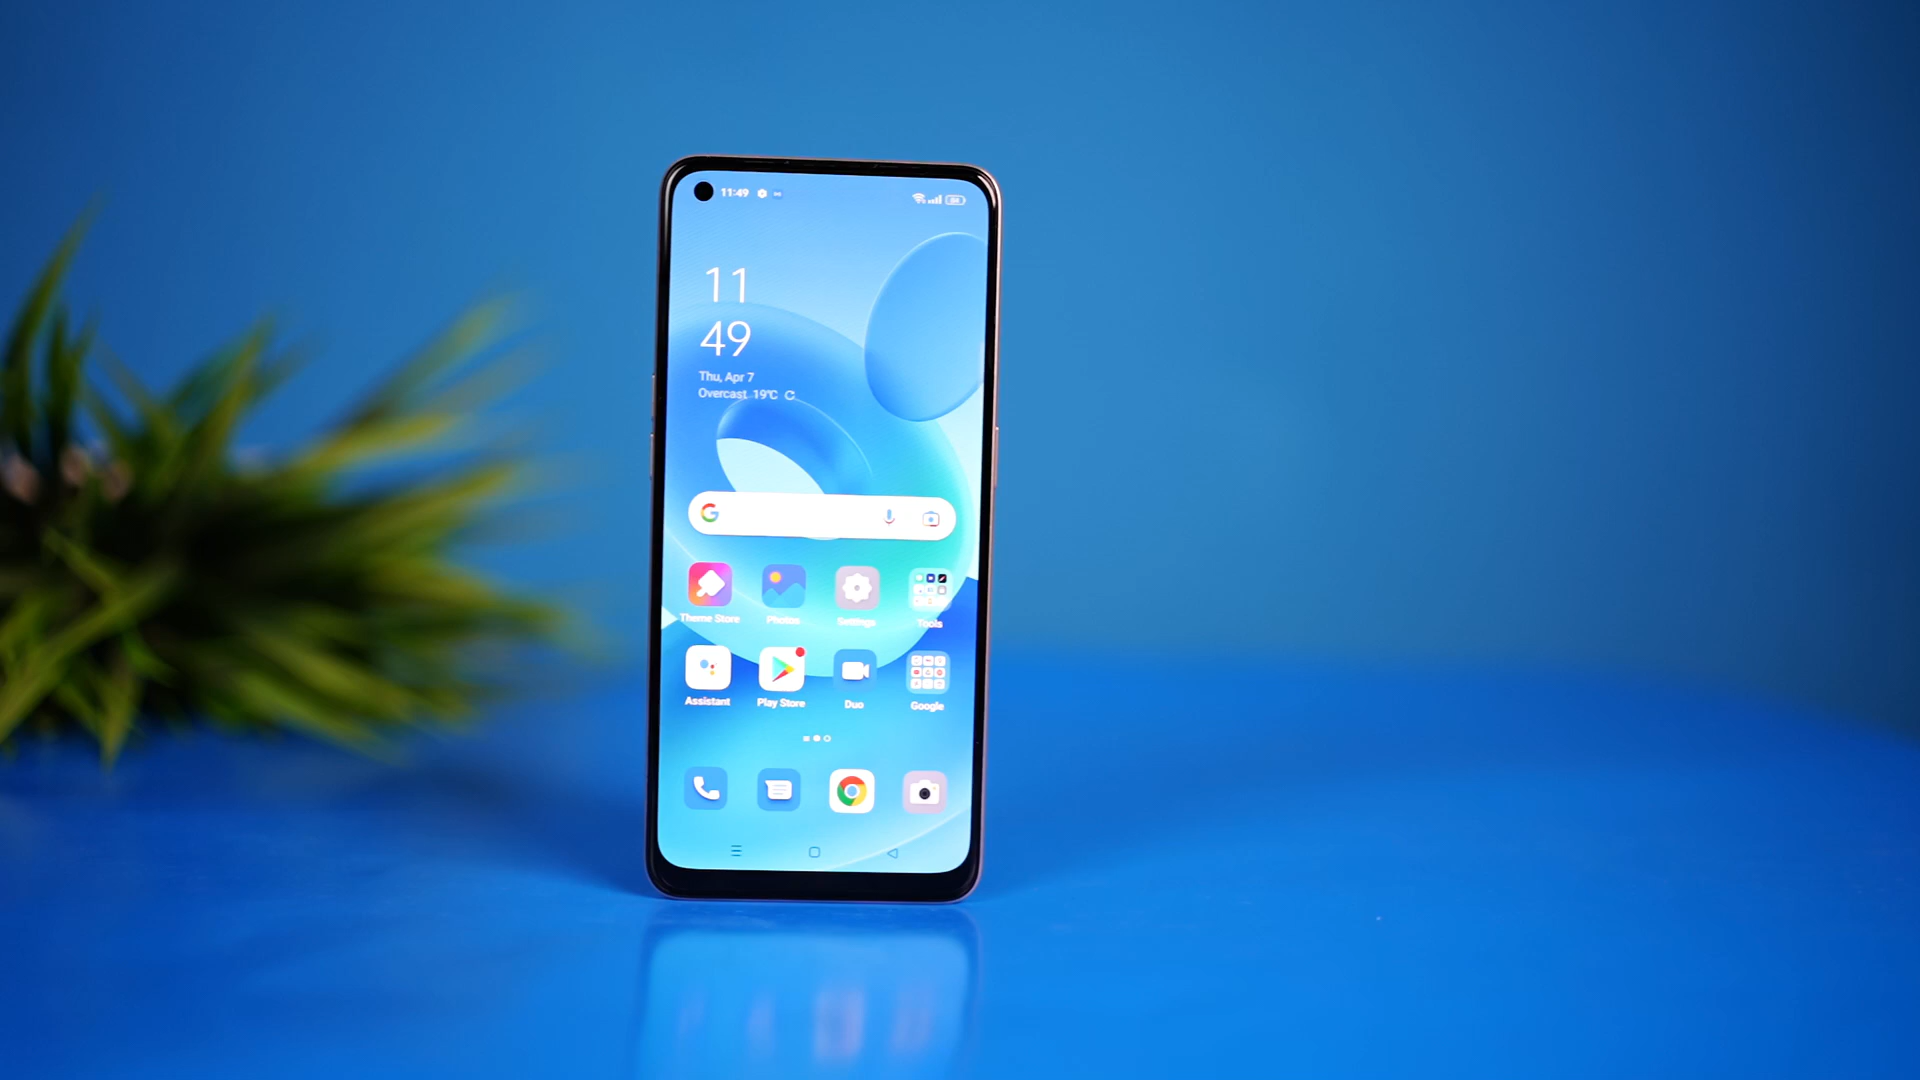 11:49
11
49
Thu, Apr 7
Overcast 19°C
G
Theme Store Photos Settings Tools
Assistant Play Store Duo Google